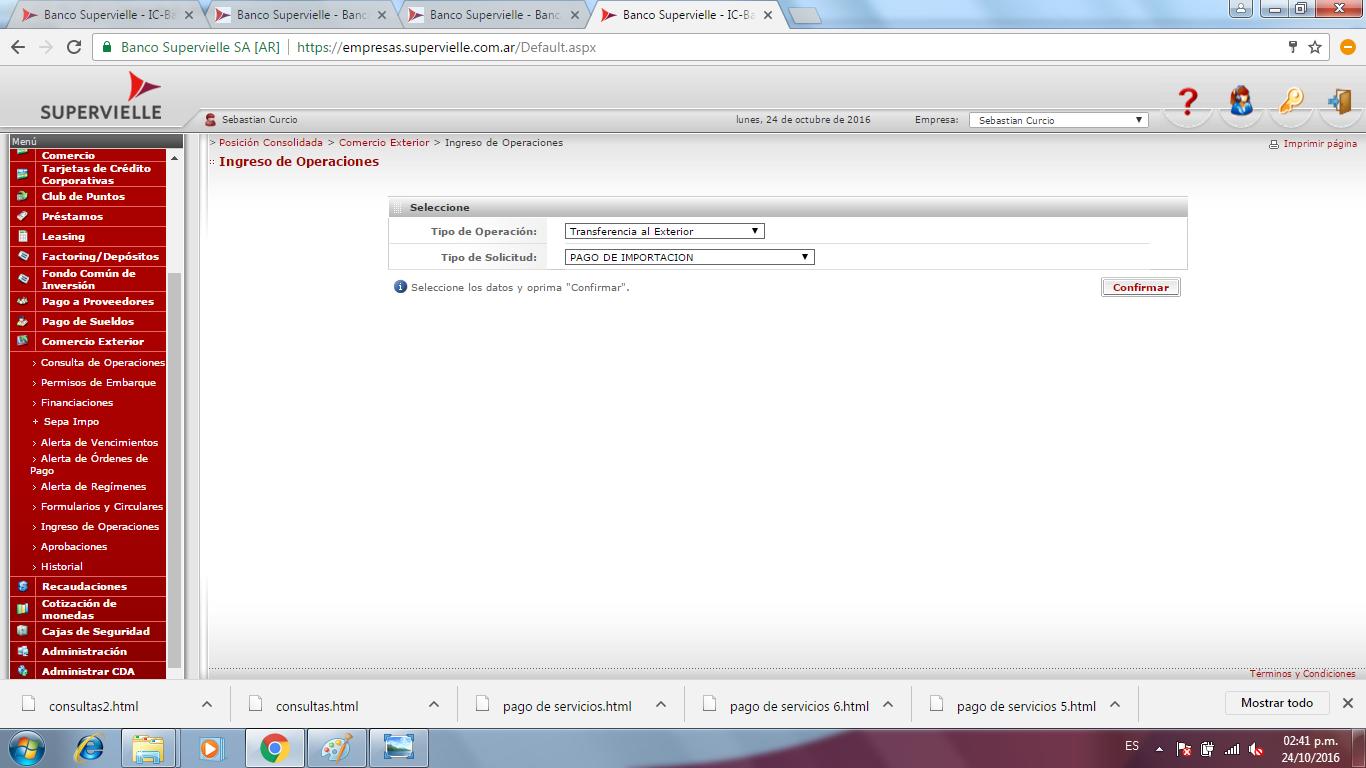 Banco Supervielle - IC-Ba
Banco Supervielle - Banc
Banco Supervielle - Banc
Banco Supervielle - IC-Ba
Banco Supervielle SA [AR] https://empresas.supervielle.com.ar/Default.aspx
SUPERVIELLE
Sebastian Curcio
lunes, 24 de octubre de 2016
Empresa: Sebastian Curcio
Menú
Comercio
Tarjetas de Crédito
Corporativas
Club de Puntos
Préstamos
Leasing
Factoring/Depósitos
Fondo Común de
Inversión
Pago a Proveedores
Pago de Sueldos
Comercio Exterior
> Consulta de Operaciones
> Permisos de Embarque
> Financiaciones
+ Sepa Impo
> Alerta de Vencimientos
> Alerta de Órdenes de
Pago
> Alerta de Regímenes
> Formularios y Circulares
> Ingreso de Operaciones
> Aprobaciones
> Historial
Recaudaciones
Cotización de
monedas
Cajas de Seguridad
Administración
Administrar CDA
> Posición Consolidada > Comercio Exterior > Ingreso de Operaciones
Imprimir página
Ingreso de Operaciones
Seleccione
Tipo de Operación: Transferencia al Exterior
Tipo de Solicitud: PAGO DE IMPORTACION
Seleccione los datos y oprima "Confirmar".
Confirmar
Términos y Condiciones
consultas2.html
consultas.html
pago de servicios.html
pago de servicios 6.html
pago de servicios 5.html
Mostrar todo
ES
02:41 p.m.
24/10/2016